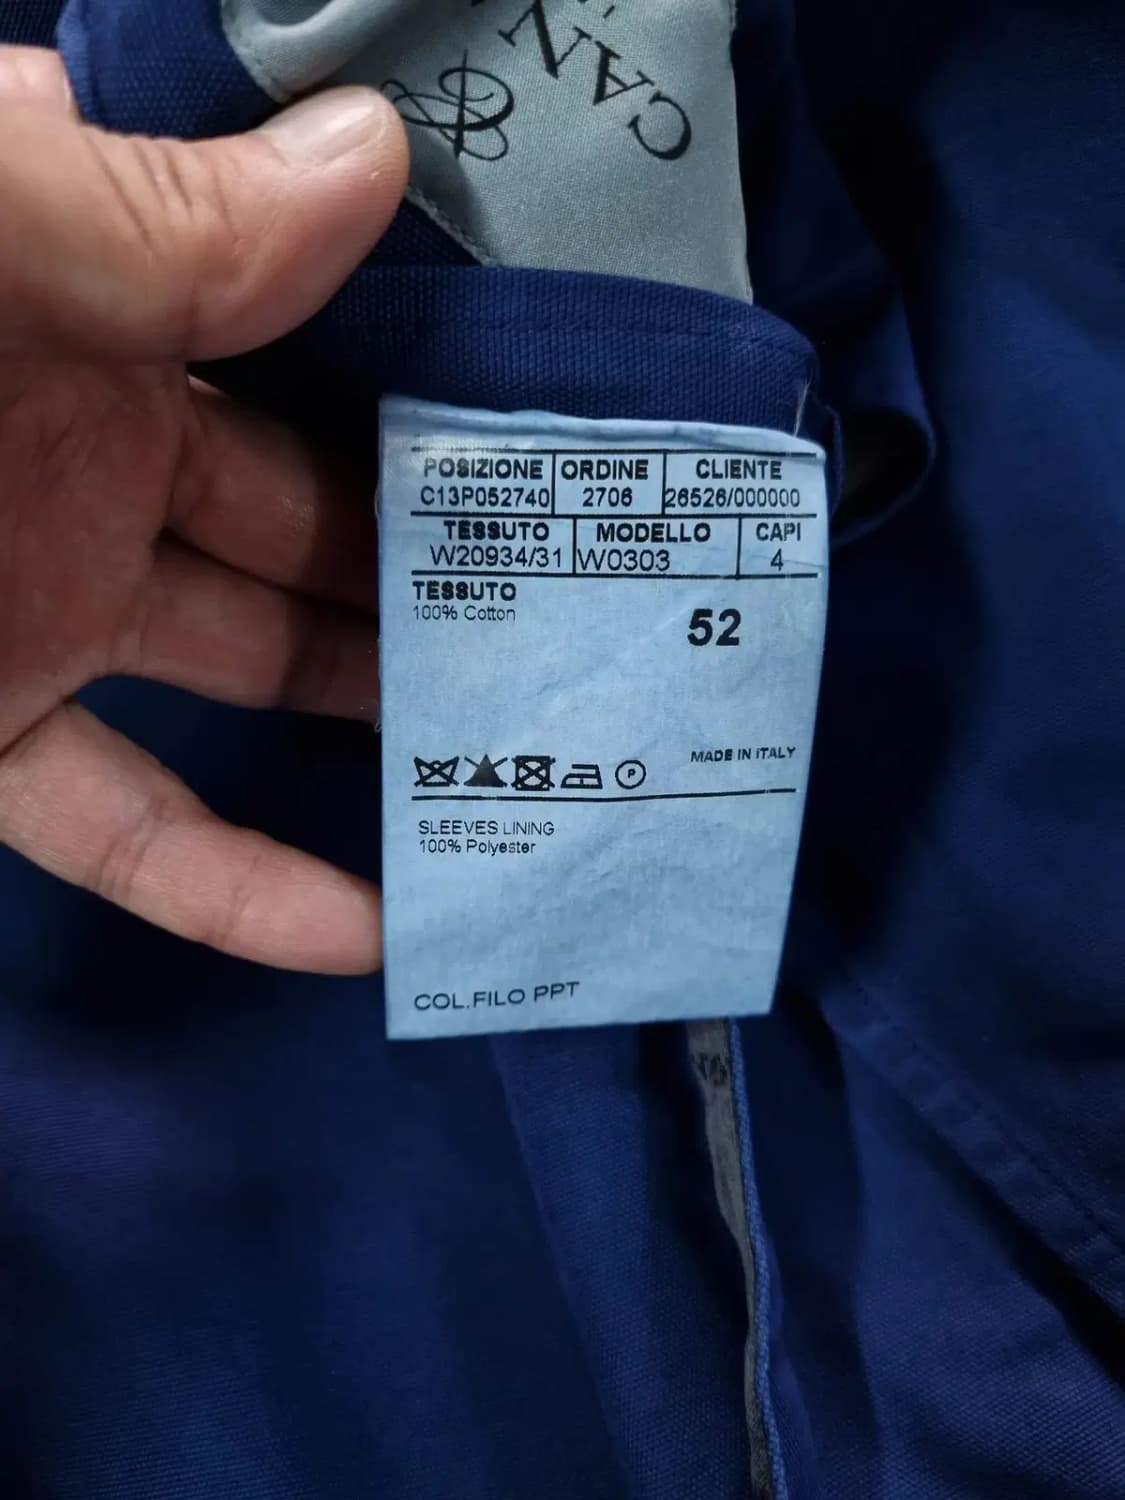 CAN
POSIZIONE ORDINE CLIENTE
C13P052740 2706 26526/000000
TESSUTO MODELLO CAPI
W20934/31 W0303 4
TESSUTO
100% Cotton
52
MADE IN ITALY
P
SLEEVES LINING
100% Polyester
COL.FILO PPT